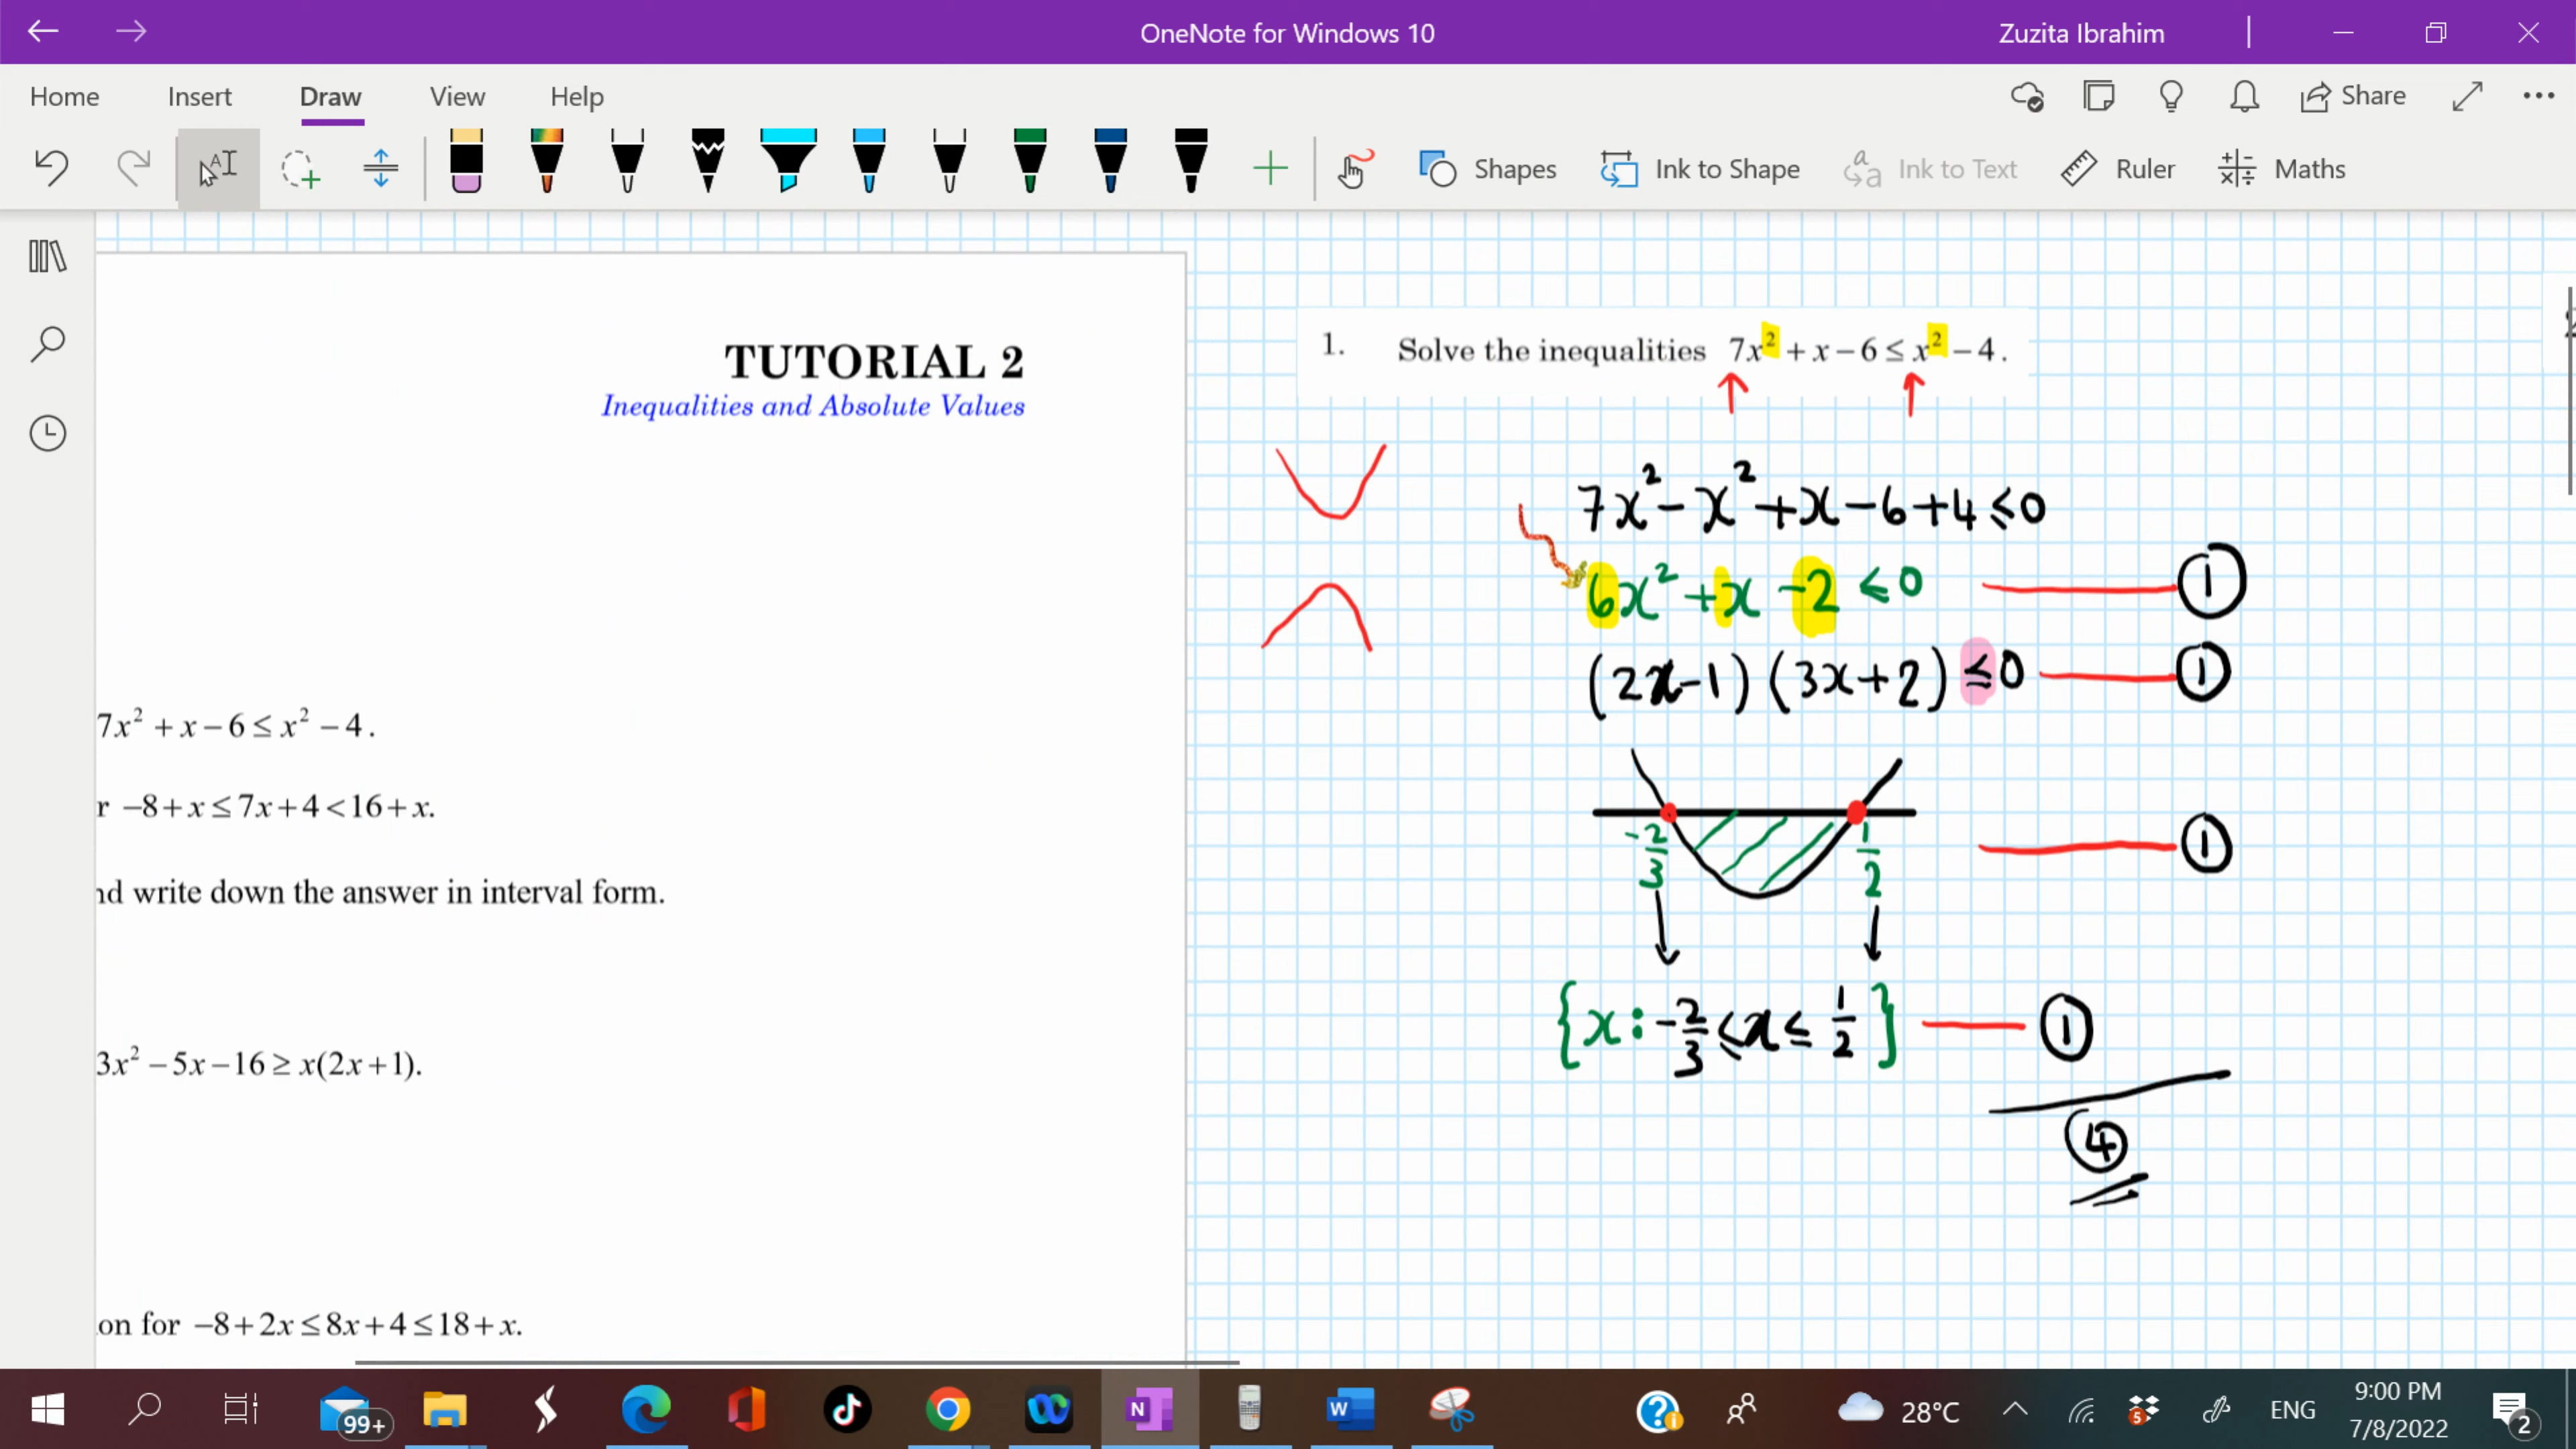 OneNote for Windows 10
Zuzita Ibrahim
Home Insert Draw View Help
Share
Shapes Ink to Shape Ink to Text Ruler Maths
TUTORIAL 2
Inequalities and Absolute Values
7x² + x − 6 ≤ x² − 4.
r −8 + x ≤ 7x + 4 < 16 + x.
nd write down the answer in interval form.
3x² − 5x − 16 ≥ x(2x + 1).
on for −8 + 2x ≤ 8x + 4 ≤ 18 + x.
1. Solve the inequalities 7x² + x − 6 ≤ x² − 4.
7x² − x² + x − 6 + 4 ≤ 0
6x² + x − 2 ≤ 0 ①
(2x − 1)(3x + 2) ≤ 0 ①
-2/3 1/2 ①
{x: -2/3 ≤ x ≤ 1/2} ①
④
99+
28°C
5
ENG
9:00 PM
7/8/2022
2